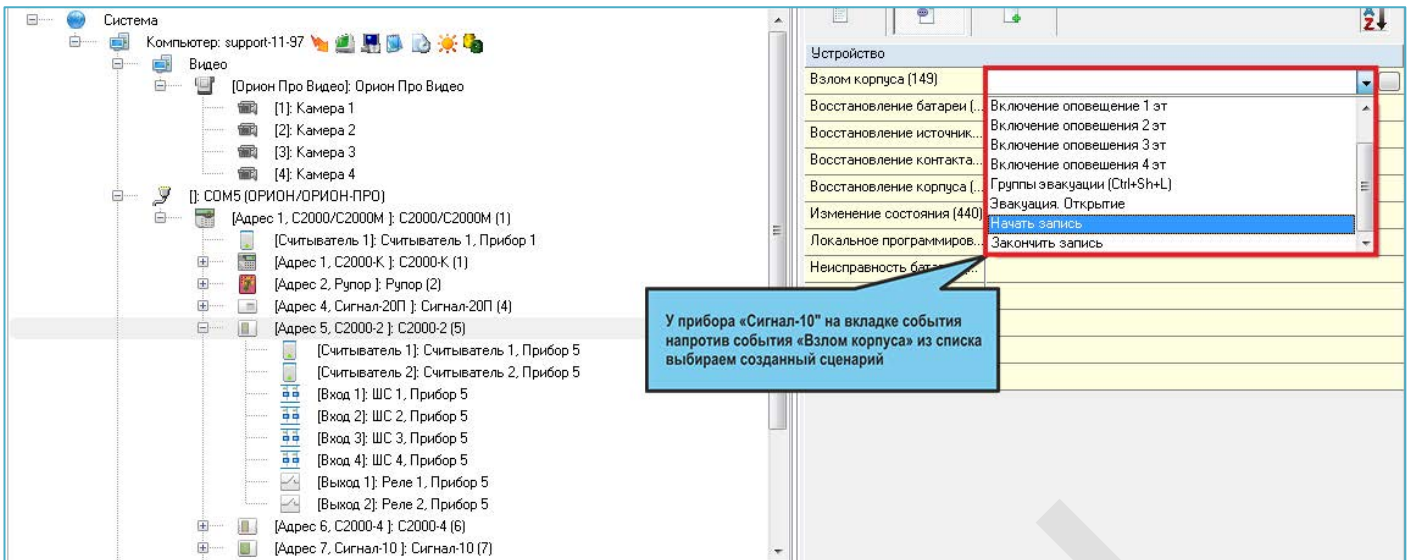 Система
Компьютер: support-11-97
Видео
[Орион Про Видео]: Орион Про Видео
[1]: Камера 1
[2]: Камера 2
[3]: Камера 3
[4]: Камера 4
[]: COM5 (ОРИОН/ОРИОН-ПРО)
[Адрес 1, С2000/С2000М ]: С2000/С2000М (1)
[Считыватель 1]: Считыватель 1, Прибор 1
[Адрес 1, С2000-К ]: С2000-К (1)
[Адрес 2, Рупор ]: Рупор (2)
[Адрес 4, Сигнал-20П ]: Сигнал-20П (4)
[Адрес 5, С2000-2 ]: С2000-2 (5)
[Считыватель 1]: Считыватель 1, Прибор 5
[Считыватель 2]: Считыватель 2, Прибор 5
[Вход 1]: ШС 1, Прибор 5
[Вход 2]: ШС 2, Прибор 5
[Вход 3]: ШС 3, Прибор 5
[Вход 4]: ШС 4, Прибор 5
[Выход 1]: Реле 1, Прибор 5
[Выход 2]: Реле 2, Прибор 5
[Адрес 6, С2000-4 ]: С2000-4 (6)
[Адрес 7, Сигнал-10 ]: Сигнал-10 (7)
Устройство
Взлом корпуса (149)
Восстановление батареи (...
Восстановление источник...
Восстановление контакта...
Восстановление корпуса (...
Изменение состояния (440)
Локальное программиров...
Неисправность
Включение оповещение 1 эт
Включение оповешения 2 эт
Включение оповешения 3 эт
Включение оповешения 4 эт
Группы эвакуации (Ctrl+Sh+L)
Эвакуация. Открытие
Начать запись
Закончить запись
У прибора «Сигнал-10" на вкладке события
напротив события «Взлом корпуса» из списка
выбираем созданный сценарий